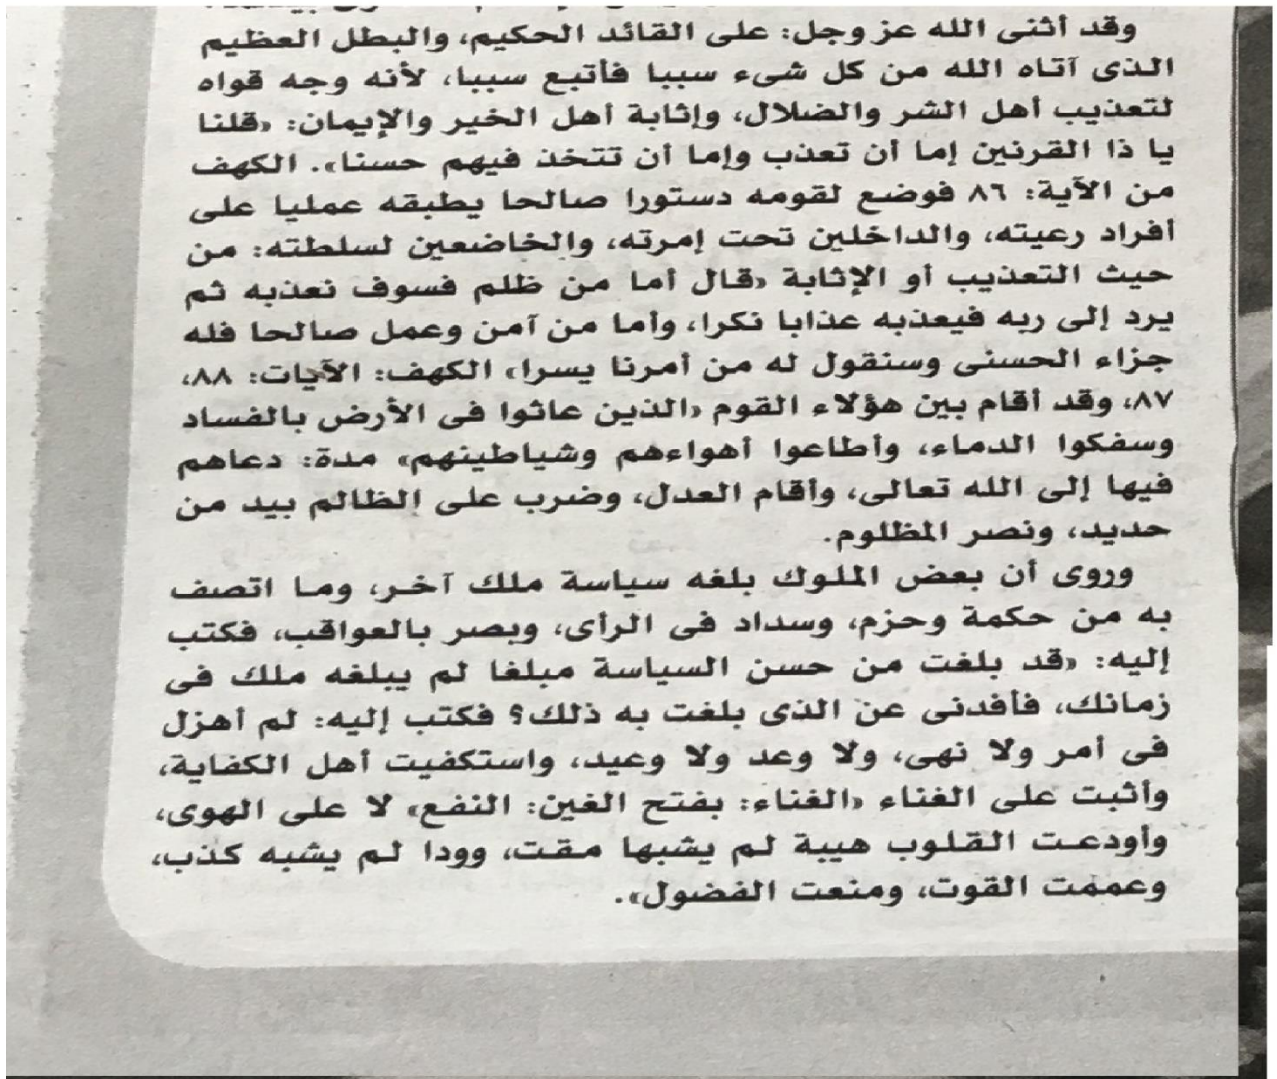 وقد أثنى الله عز وجل: على القائد الحكيم، والبطل العظيم
الذى آتاه الله من كل شىء سببا فأتبع سببا، لأنه وجه قواه
لتعذيب أهل الشر والضلال، وإثابة أهل الخير والإيمان: «قلنا
يا ذا القرنين إما أن تعذب وإما أن تتخذ فيهم حسنا». الكهف
من الآية: ٨٦ فوضع لقومه دستورا صالحا يطبقه عمليا على
أفراد رعيته، والداخلين تحت إمرته، والخاضعين لسلطته: من
حيث التعذيب أو الإثابة «قال أما من ظلم فسوف نعذبه ثم
يرد إلى ربه فيعذبه عذابا نكرا، وأما من آمن وعمل صالحا فله
جزاء الحسنى وسنقول له من أمرنا يسرا» الكهف: الآيات: ٨٨،
٨٧، وقد أقام بين هؤلاء القوم «الذين عاثوا فى الأرض بالفساد
وسفكوا الدماء، وأطاعوا أهواءهم وشياطينهم» مدة: دعاهم
فيها إلى الله تعالى، وأقام العدل، وضرب على الظالم بيد من
حديد، ونصر المظلوم.
وروى أن بعض الملوك بلغه سياسة ملك آخر، وما اتصف
به من حكمة وحزم، وسداد فى الرأى، وبصر بالعواقب، فكتب
إليه: «قد بلغت من حسن السياسة مبلغا لم يبلغه ملك فى
زمانك، فأفدنى عن الذى بلغت به ذلك؟ فكتب إليه: لم أهزل
فى أمر ولا نهى، ولا وعد ولا وعيد، واستكفيت أهل الكفاية،
وأثبت على الغناء «الغناء: بفتح الغين: النفع» لا على الهوى،
وأودعت القلوب هيبة لم يشبها مقت، وودا لم يشبه كذب،
وعممت القوت، ومنعت الفضول».